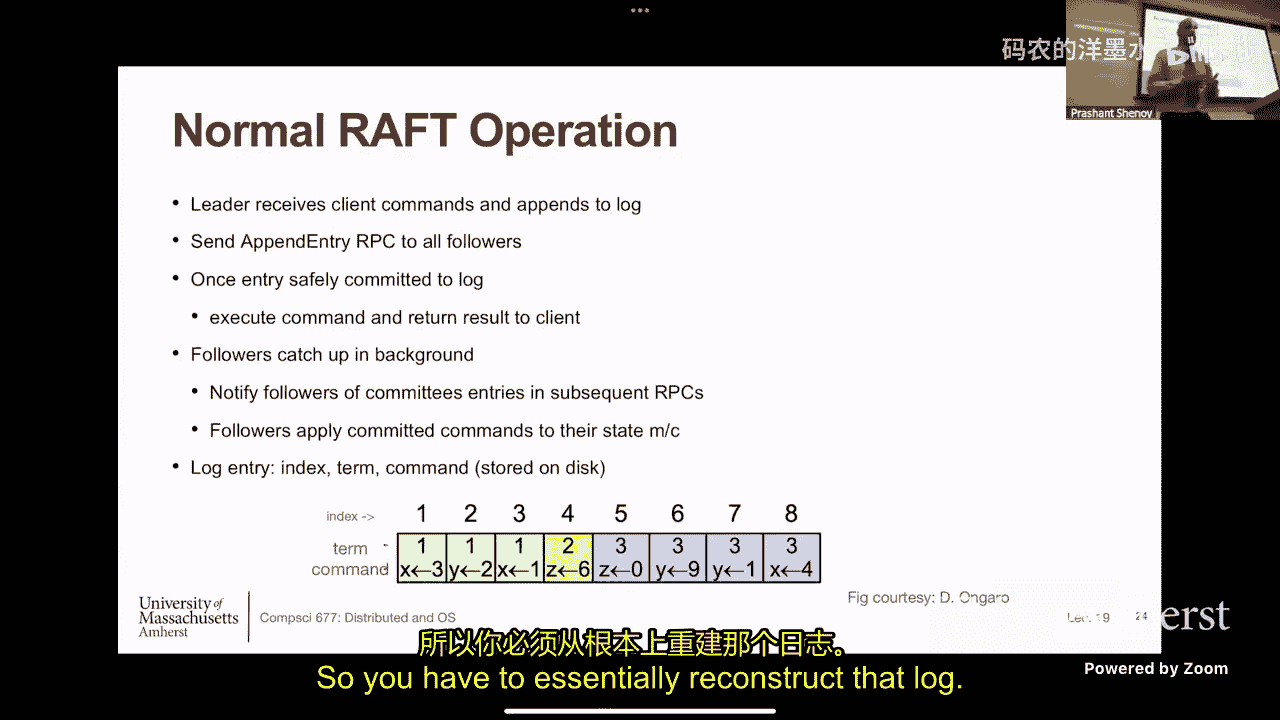 码农的洋墨水
Prashant Shenoy
Normal RAFT Operation
• Leader receives client commands and appends to log
• Send AppendEntry RPC to all followers
• Once entry safely committed to log
• execute command and return result to client
• Followers catch up in background
• Notify followers of committees entries in subsequent RPCs
• Followers apply committed commands to their state m/c
• Log entry: index, term, command (stored on disk)
index -> 1 2 3 4 5 6 7 8
term 1 1 1 2 3 3 3 3
command x←3 y←2 x←1 z←6 z←0 y←9 y←1 x←4
Fig courtesy: D. Ongaro
University of
Massachusetts
Amherst
Compsci 677: Distributed and OS
Lec. 19
24
erst
所以你必须从根本上重建那个日志。
So you have to essentially reconstruct that log.
Powered by Zoom